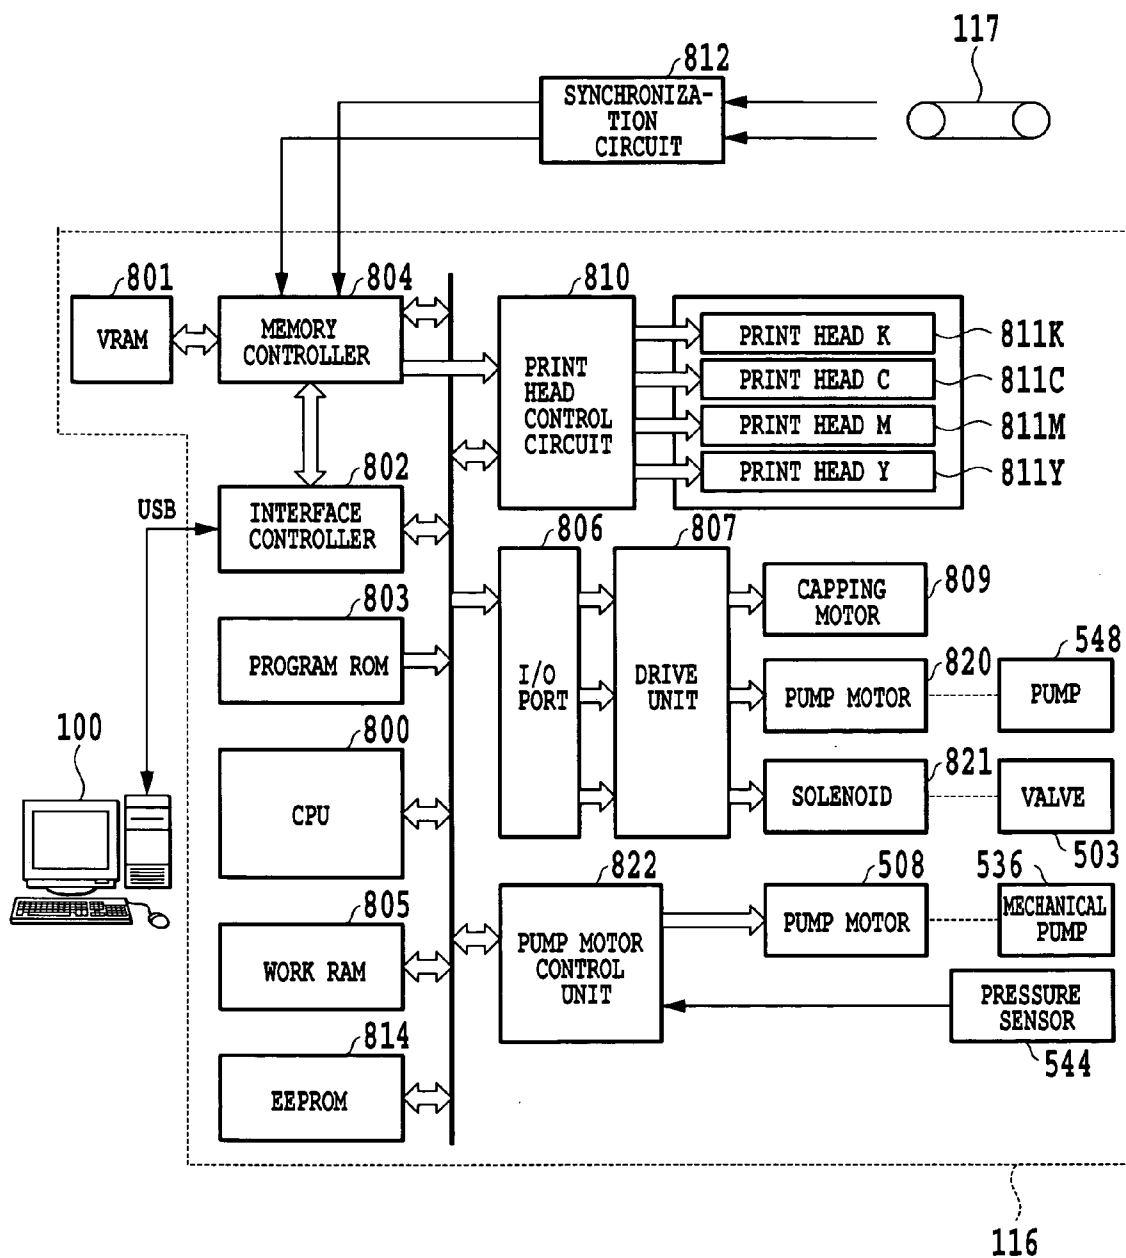 117
812
SYNCHRONIZA-
TION
CIRCUIT
801
804
810
VRAM
MEMORY
CONTROLLER
PRINT
HEAD
CONTROL
CIRCUIT
PRINT HEAD K
811K
PRINT HEAD C
811C
PRINT HEAD M
811M
PRINT HEAD Y
811Y
802
USB
INTERFACE
CONTROLLER
806
807
803
PROGRAM ROM
I/O
PORT
DRIVE
UNIT
CAPPING
MOTOR
809
820
548
PUMP MOTOR
PUMP
100
800
CPU
821
SOLENOID
VALVE
503
822
508
536
805
WORK RAM
PUMP MOTOR
CONTROL
UNIT
PUMP MOTOR
MECHANICAL
PUMP
PRESSURE
SENSOR
544
814
EEPROM
116